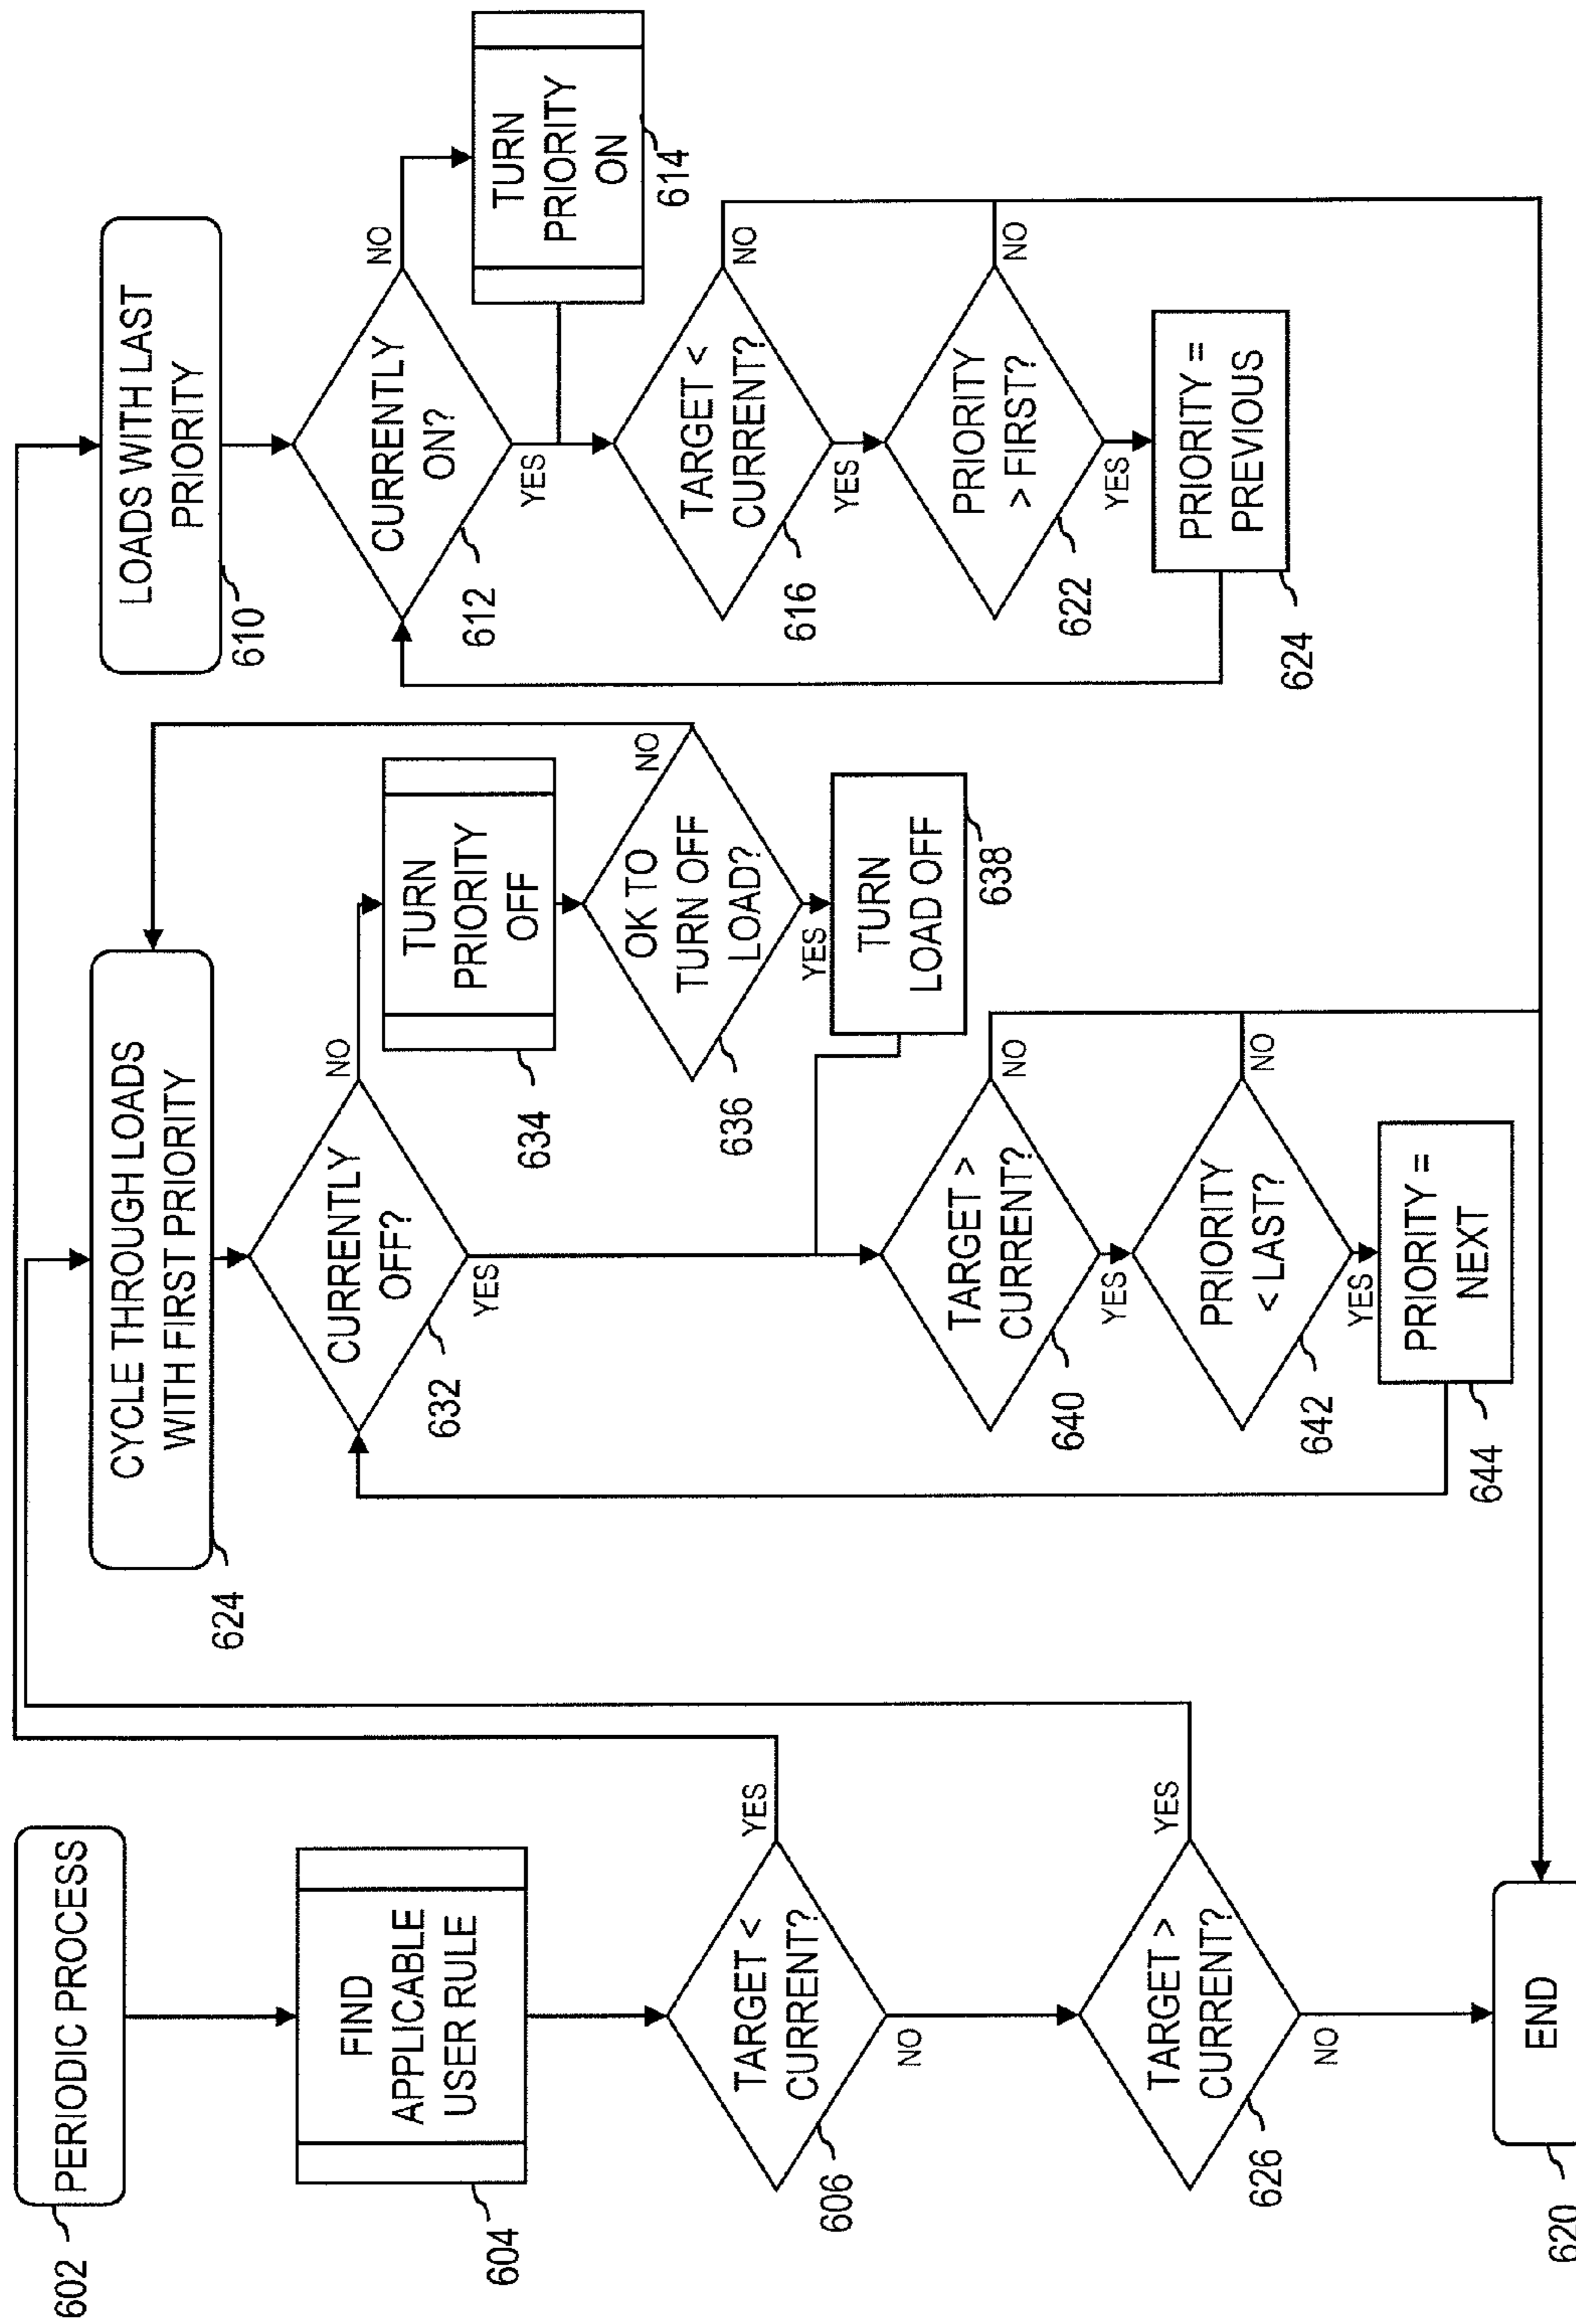 602
PERIODIC PROCESS
FIND
APPLICABLE
USER RULE
604
TARGET <
CURRENT?
YES
606
NO
TARGET >
CURRENT?
YES
626
NO
END
620
CYCLE THROUGH LOADS
WITH FIRST PRIORITY
624
CURRENTLY
OFF?
NO
632
YES
TURN
PRIORITY
OFF
634
OK TO
TURN OFF
LOAD?
NO
636
YES
TURN
LOAD OFF
638
TARGET >
CURRENT?
NO
640
YES
PRIORITY
< LAST?
NO
642
YES
PRIORITY =
NEXT
644
LOADS WITH LAST
PRIORITY
610
CURRENTLY
ON?
NO
612
YES
TURN
PRIORITY
ON
614
TARGET <
CURRENT?
NO
616
YES
PRIORITY
> FIRST?
NO
622
YES
PRIORITY =
PREVIOUS
624